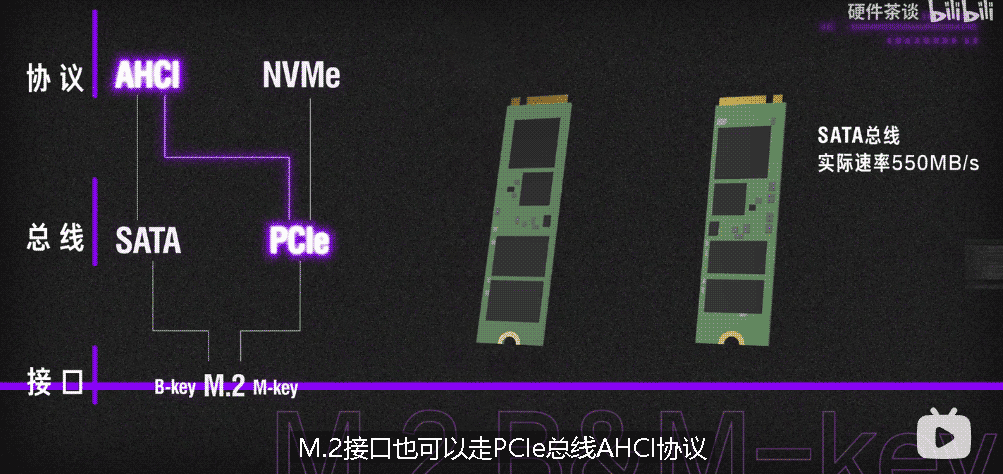 硬件茶谈 bilibili
协议 AHCI NVMe
SATA总线
实际速率550MB/s
总线 SATA PCIe
接口 B-key M.2 M-key
M.2 B&M-key
M.2接口也可以走PCIe总线AHCI协议